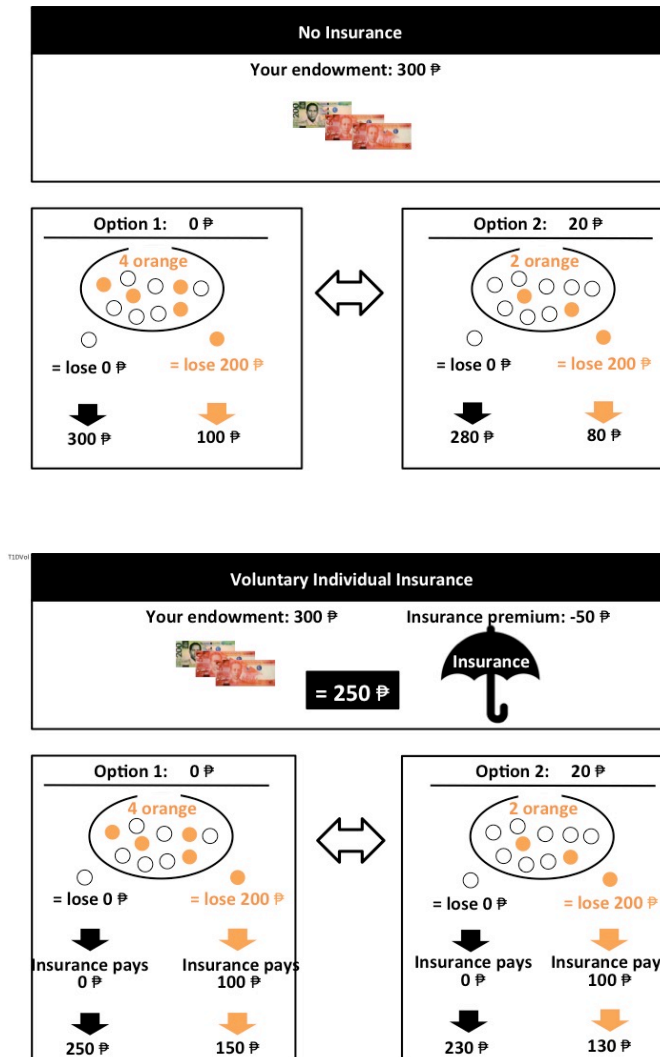 No Insurance
Your endowment: 300 ₱
200
Option 1: 0 ₱
4 orange
= lose 0 ₱ = lose 200 ₱
300 ₱ 100 ₱
Option 2: 20 ₱
2 orange
= lose 0 ₱ = lose 200 ₱
280 ₱ 80 ₱
T1DVol
Voluntary Individual Insurance
Your endowment: 300 ₱ Insurance premium: -50 ₱
200
Insurance
= 250 ₱
Option 1: 0 ₱
4 orange
= lose 0 ₱ = lose 200 ₱
Insurance pays Insurance pays
0 ₱ 100 ₱
250 ₱ 150 ₱
Option 2: 20 ₱
2 orange
= lose 0 ₱ = lose 200 ₱
Insurance pays Insurance pay
0 ₱ 100 ₱
230 ₱ 130 ₱